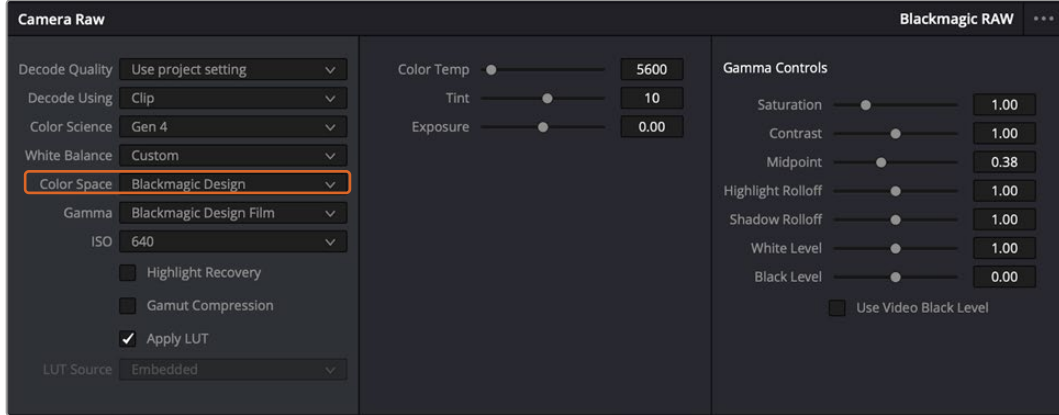 Camera Raw
Blackmagic RAW
Decode Quality Use project setting
Decode Using Clip
Color Science Gen 4
White Balance Custom
Color Space Blackmagic Design
Gamma Blackmagic Design Film
ISO 640
Highlight Recovery
Gamut Compression
Apply LUT
LUT Source Embedded
Color Temp 5600
Tint 10
Exposure 0.00
Gamma Controls
Saturation 1.00
Contrast 1.00
Midpoint 0.38
Highlight Rolloff 1.00
Shadow Rolloff 1.00
White Level 1.00
Black Level 0.00
Use Video Black Level